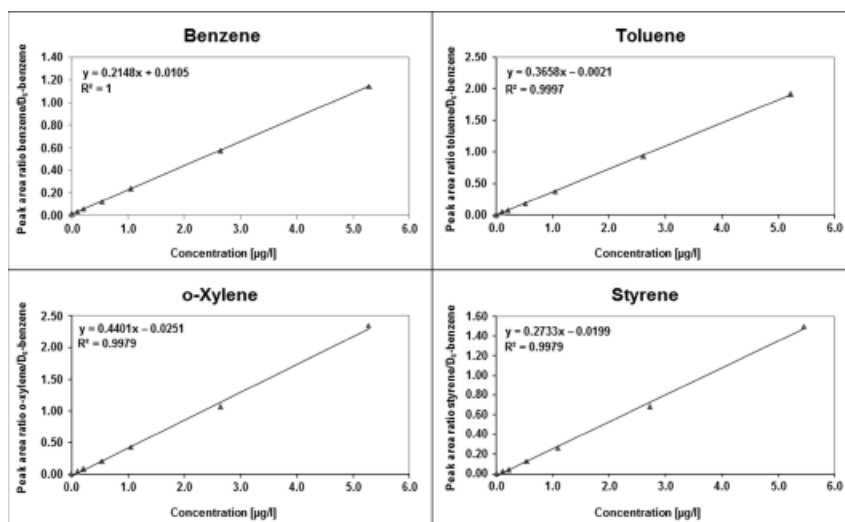 Benzene
y = 0.2148x + 0.0105
R² = 1
Peak area ratio benzene/D₆-benzene
1.40
1.20
1.00
0.80
0.60
0.40
0.20
0.00
0.0 1.0 2.0 3.0 4.0 5.0 6.0
Concentration [µg/l]
Toluene
y = 0.3658x – 0.0021
R² = 0.9997
Peak area ratio toluene/D₆-benzene
2.50
2.00
1.50
1.00
0.50
0.00
0.0 1.0 2.0 3.0 4.0 5.0 6.0
Concentration [µg/l]
o-Xylene
y = 0.4401x – 0.0251
R² = 0.9979
Peak area ratio o-xylene/D₆-benzene
2.50
2.00
1.50
1.00
0.50
0.00
0.0 1.0 2.0 3.0 4.0 5.0 6.0
Concentration [µg/l]
Styrene
y = 0.2733x – 0.0199
R² = 0.9979
Peak area ratio styrene/D₆-benzene
1.60
1.40
1.20
1.00
0.80
0.60
0.40
0.20
0.00
0.0 1.0 2.0 3.0 4.0 5.0 6.0
Concentration [µg/l]